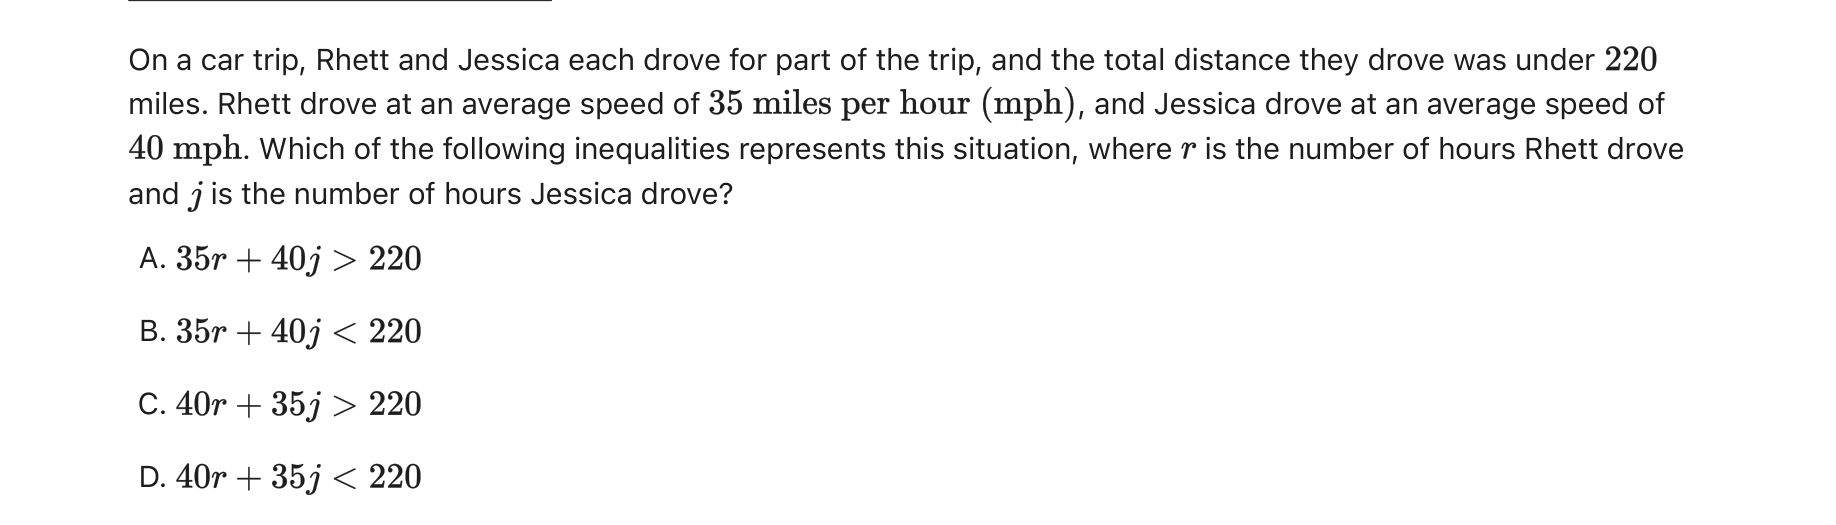 On a car trip, Rhett and Jessica each drove for part of the trip, and the total distance they drove was under 220
miles. Rhett drove at an average speed of 35 miles per hour (mph), and Jessica drove at an average speed of
40 mph. Which of the following inequalities represents this situation, where r is the number of hours Rhett drove
and j is the number of hours Jessica drove?
A. 35r + 40j > 220
B. 35r + 40j < 220
C. 40r + 35j > 220
D. 40r + 35j < 220